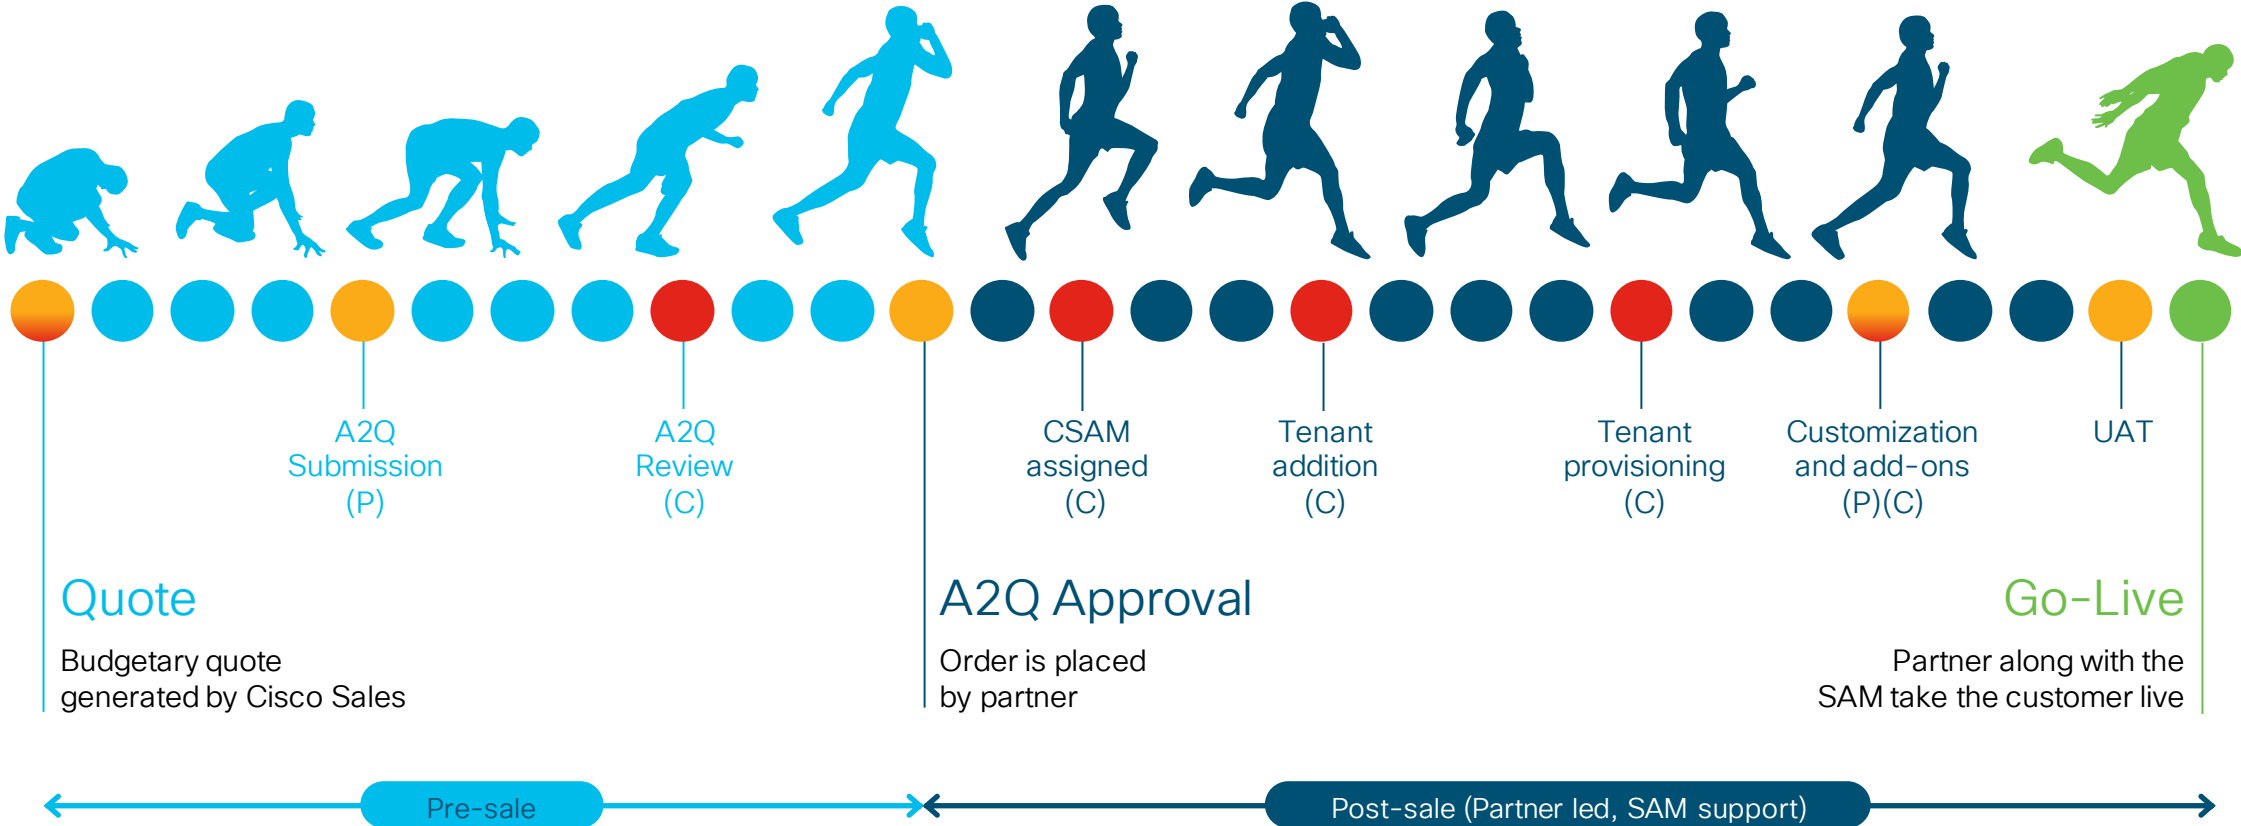 A2Q
Submission
(P)
A2Q
Review
(C)
CSAM
assigned
(C)
Tenant
addition
(C)
Tenant
provisioning
(C)
Customization
and add-ons
(P)(C)
UAT
Quote
Budgetary quote
generated by Cisco Sales
A2Q Approval
Order is placed
by partner
Go-Live
Partner along with the
SAM take the customer live
Pre-sale
Post-sale (Partner led, SAM support)